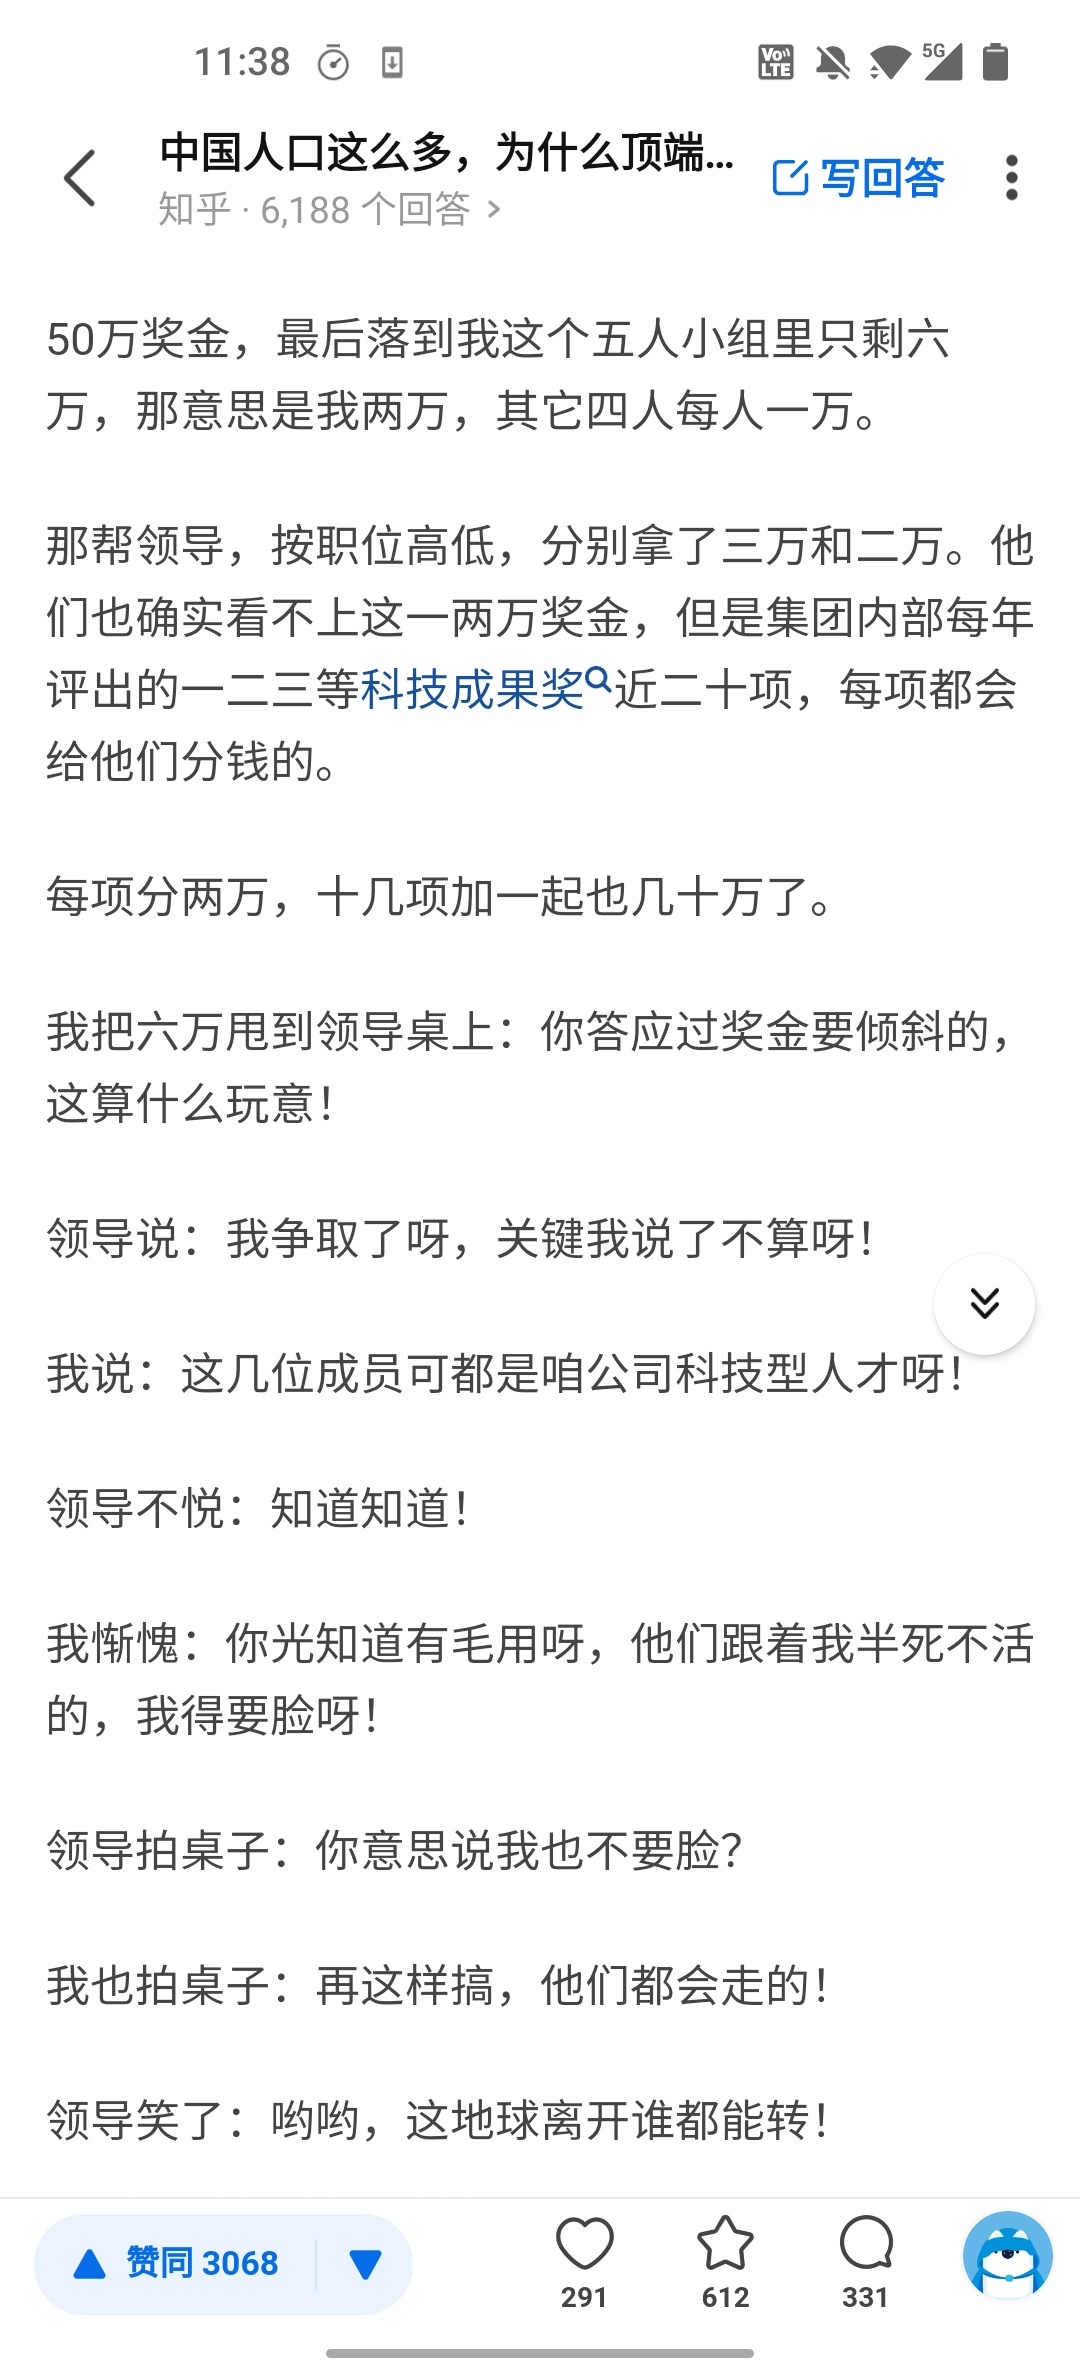 11:38
VoLTE
5G
中国人口这么多，为什么顶端...
写回答
知乎 · 6,188 个回答 >
50万奖金，最后落到我这个五人小组里只剩六
万，那意思是我两万，其它四人每人一万。
那帮领导，按职位高低，分别拿了三万和二万。他
们也确实看不上这一两万奖金，但是集团内部每年
评出的一二三等科技成果奖近二十项，每项都会
给他们分钱的。
每项分两万，十几项加一起也几十万了。
我把六万甩到领导桌上：你答应过奖金要倾斜的，
这算什么玩意！
领导说：我争取了呀，关键我说了不算呀！
我说：这几位成员可都是咱公司科技型人才呀！
领导不悦：知道知道！
我惭愧：你光知道有毛用呀，他们跟着我半死不活
的，我得要脸呀！
领导拍桌子：你意思说我也不要脸？
我也拍桌子：再这样搞，他们都会走的！
领导笑了：哟哟，这地球离开谁都能转！
赞同 3068
291
612
331